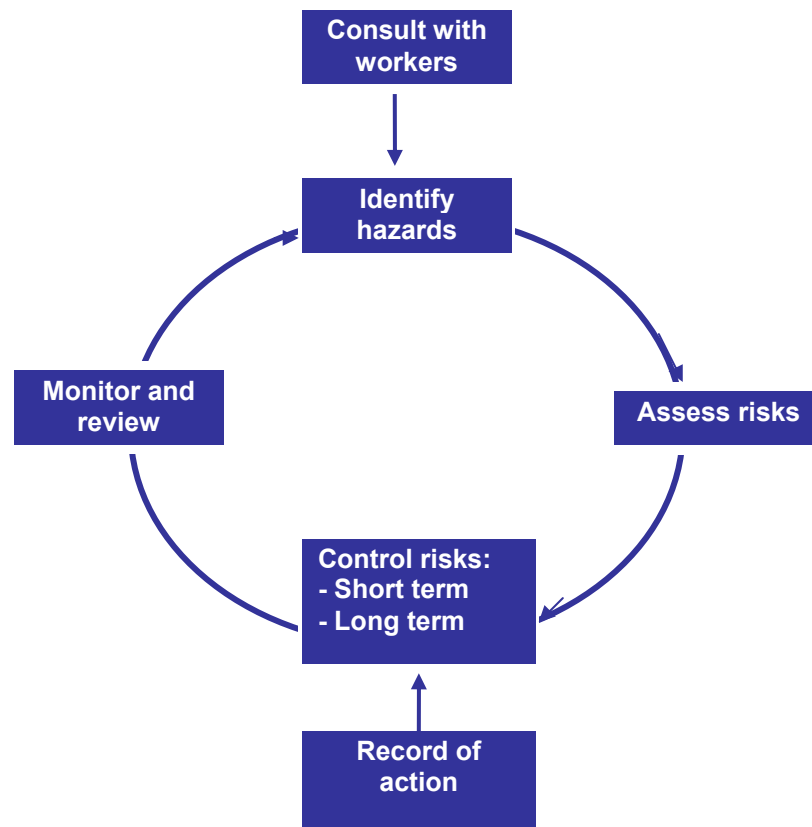 Consult with
workers
Identify
hazards
Monitor and
review
Assess risks
Control risks:
- Short term
- Long term
Record of
action